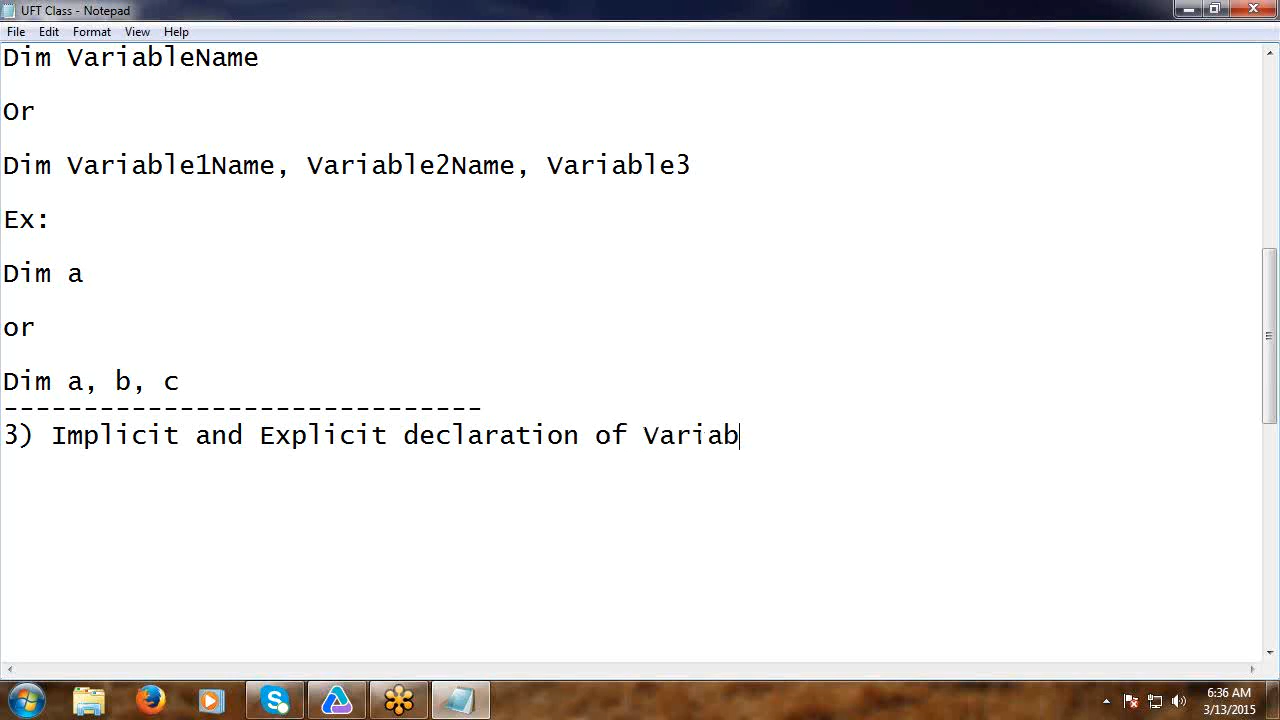 UFT Class - Notepad
File Edit Format View Help
Dim VariableName
Or
Dim Variable1Name, Variable2Name, Variable3
Ex:
Dim a
or
Dim a, b, c
------------------------------
3) Implicit and Explicit declaration of Variab
6:36 AM
3/13/2015